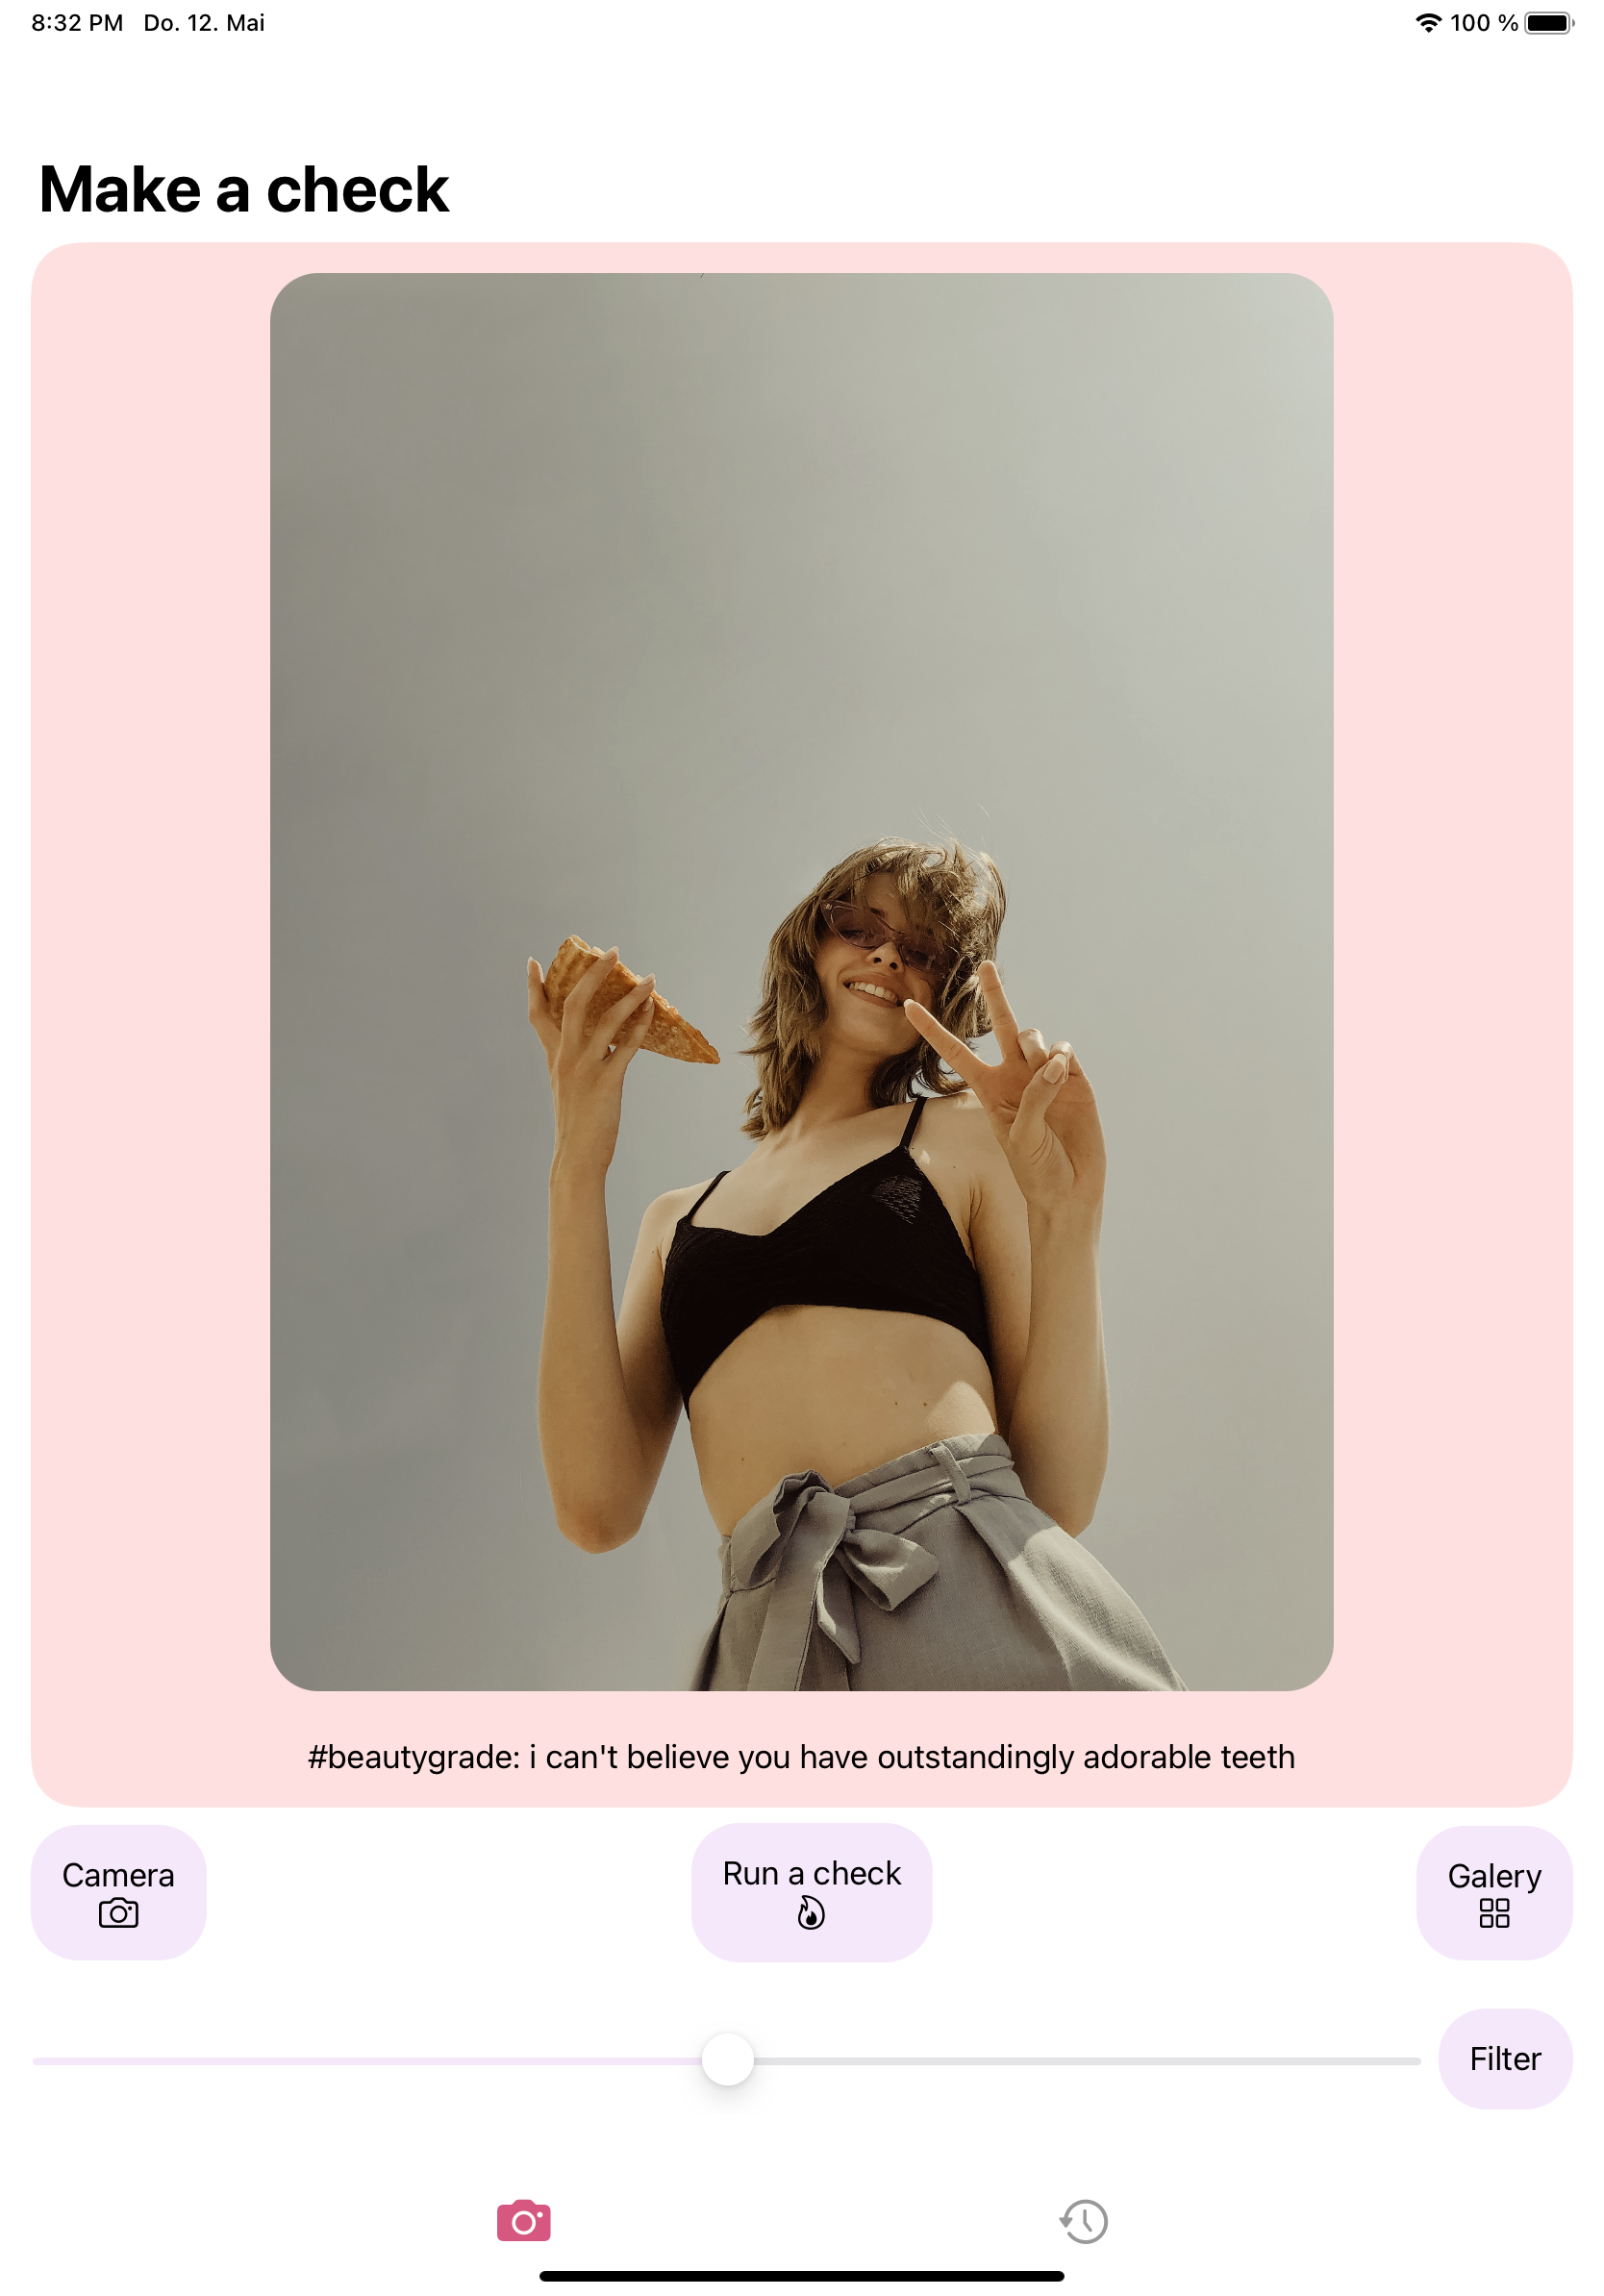 8:32 PM Do. 12. Mai
100 %
Make a check
#beautygrade: i can't believe you have outstandingly adorable teeth
Camera
Run a check
Galery
Filter